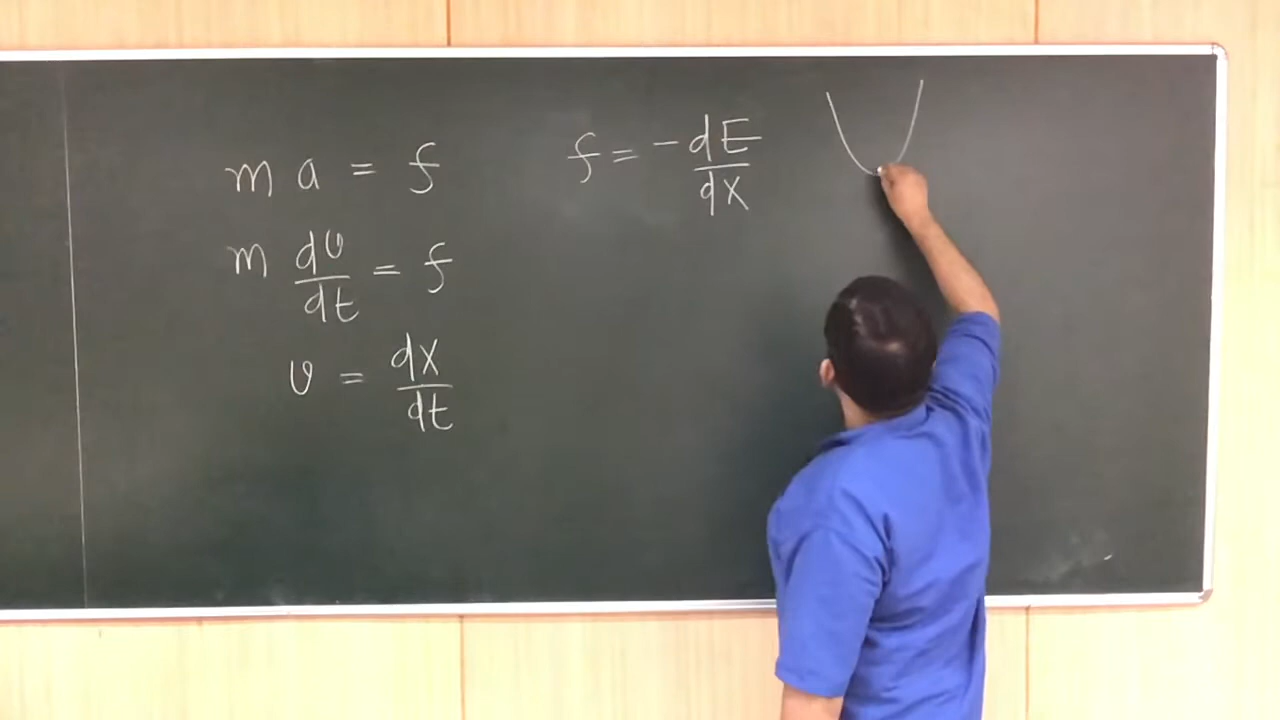 m a = f
m dv/dt = f
v = dx/dt
f = - dE/dx